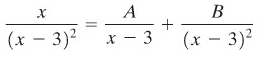 x/(x − 3)² = A/(x − 3) + B/(x − 3)²